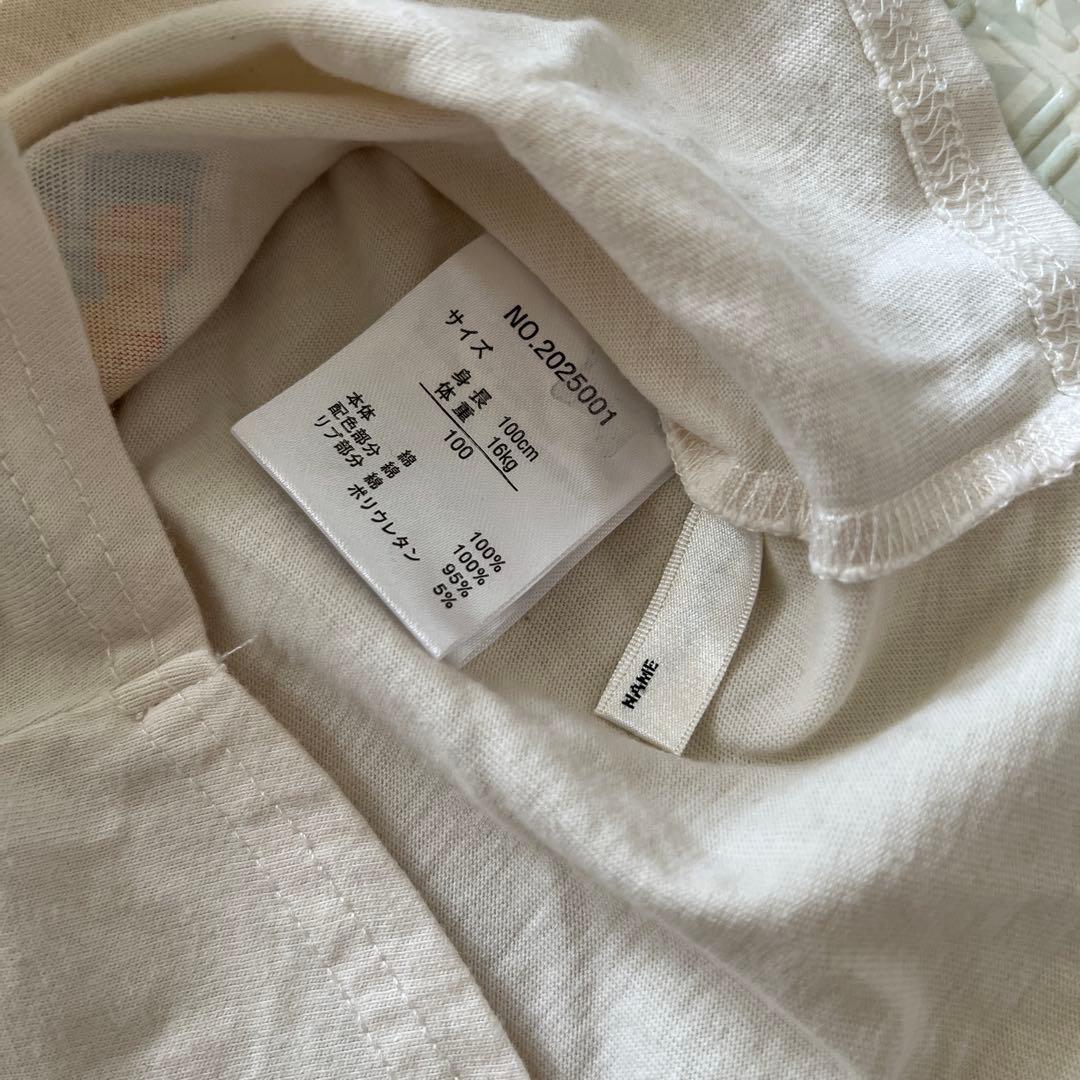 NO.2025001
サイズ
身長 100cm
体重 16kg
100
本体 綿 100%
配色部分 綿 100%
リブ部分 綿 95%
ポリウレタン 5%
NAME